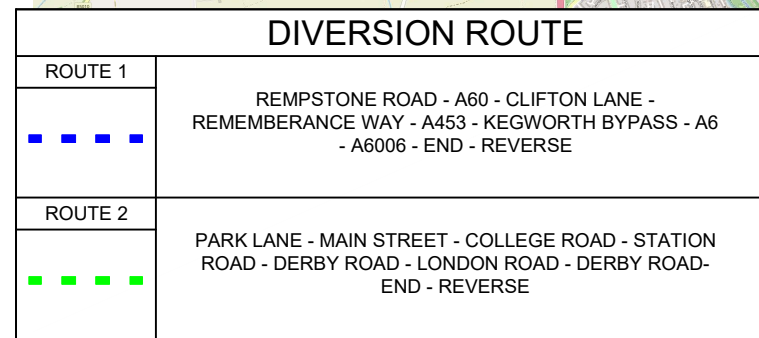 DIVERSION ROUTE
ROUTE 1
REMPSTONE ROAD - A60 - CLIFTON LANE -
REMEMBERANCE WAY - A453 - KEGWORTH BYPASS - A6
- A6006 - END - REVERSE
ROUTE 2
PARK LANE - MAIN STREET - COLLEGE ROAD - STATION
ROAD - DERBY ROAD - LONDON ROAD - DERBY ROAD-
END - REVERSE